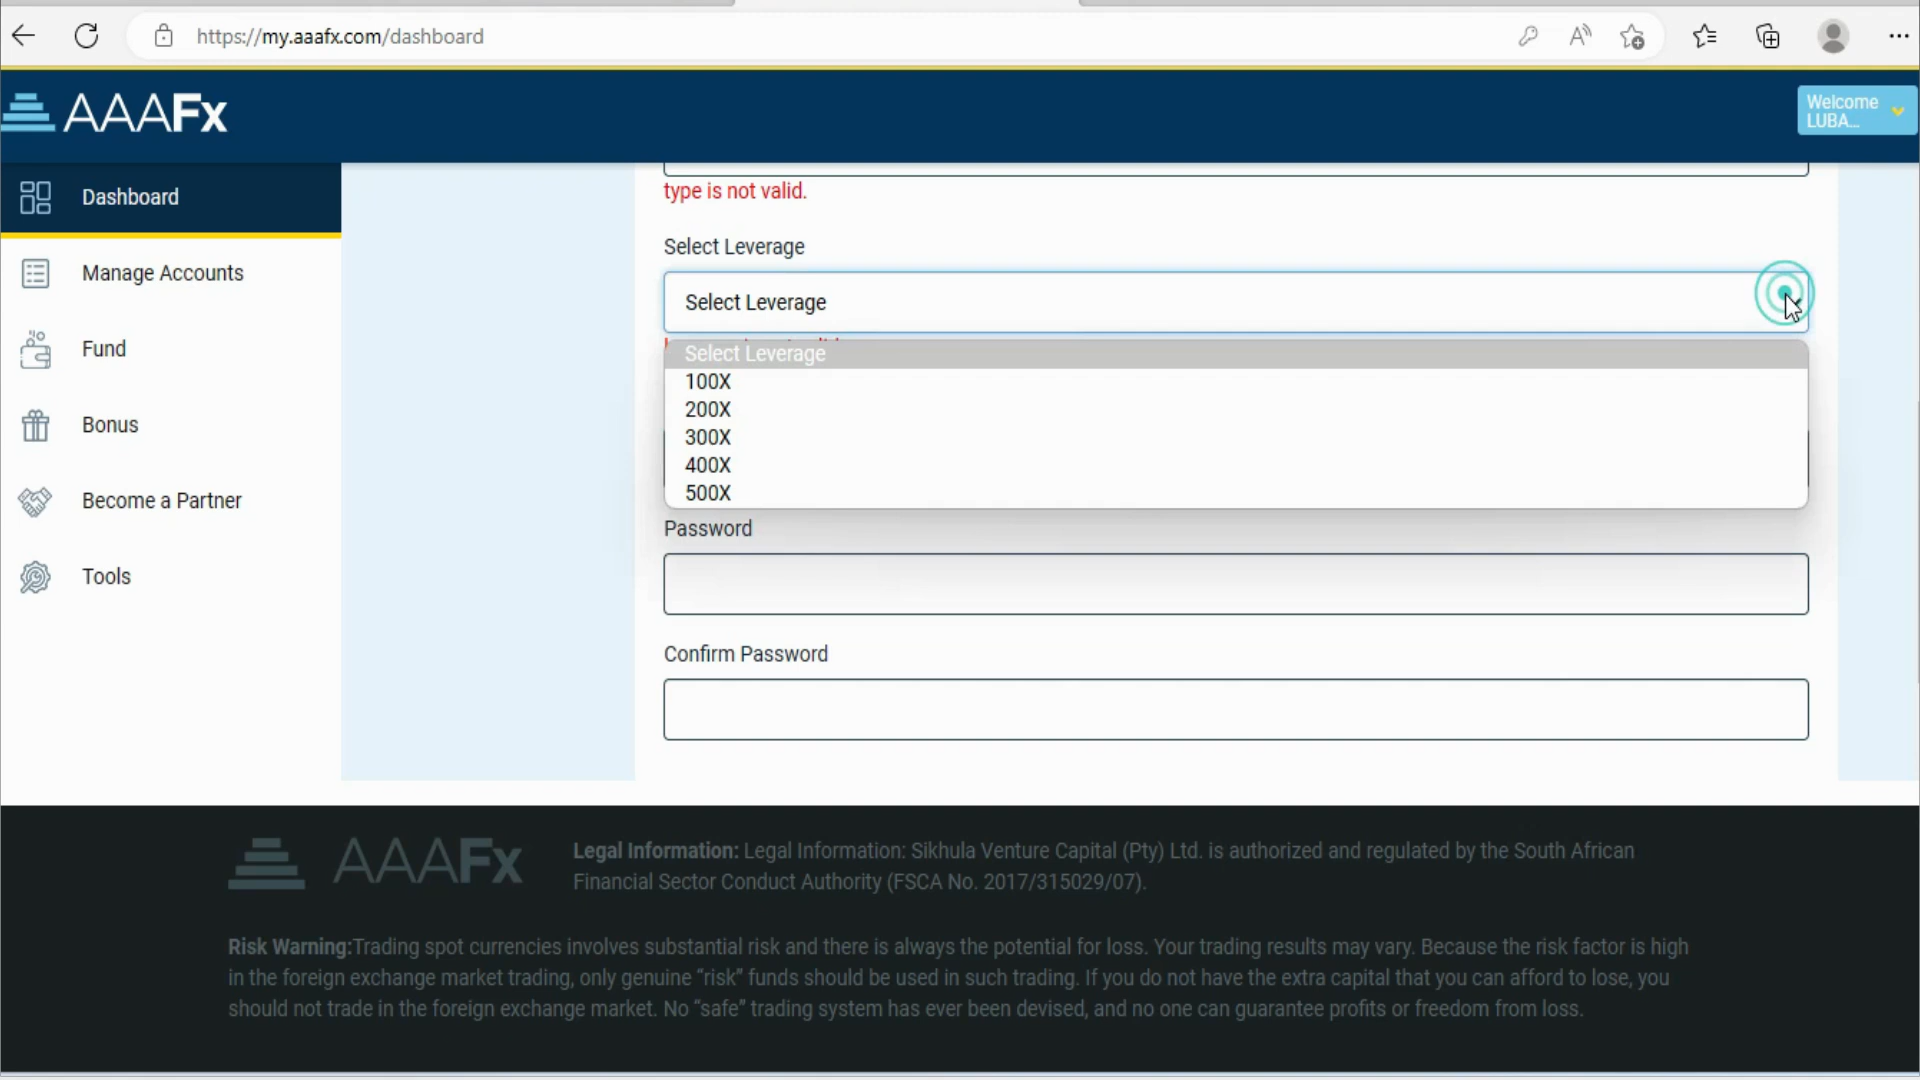 https://my.aaafx.com/dashboard
AAAFx
Welcome
LUBA...
Dashboard
Manage Accounts
Fund
Bonus
Become a Partner
Tools
type is not valid.
Select Leverage
Select Leverage
Select Leverage
100X
200X
300X
400X
500X
Password
Confirm Password
AAAFx
Legal Information: Legal Information: Sikhula Venture Capital (Pty) Ltd. is authorized and regulated by the South African
Financial Sector Conduct Authority (FSCA No. 2017/315029/07).
Risk Warning:Trading spot currencies involves substantial risk and there is always the potential for loss. Your trading results may vary. Because the risk factor is high
in the foreign exchange market trading, only genuine “risk” funds should be used in such trading. If you do not have the extra capital that you can afford to lose, you
should not trade in the foreign exchange market. No “safe” trading system has ever been devised, and no one can guarantee profits or freedom from loss.